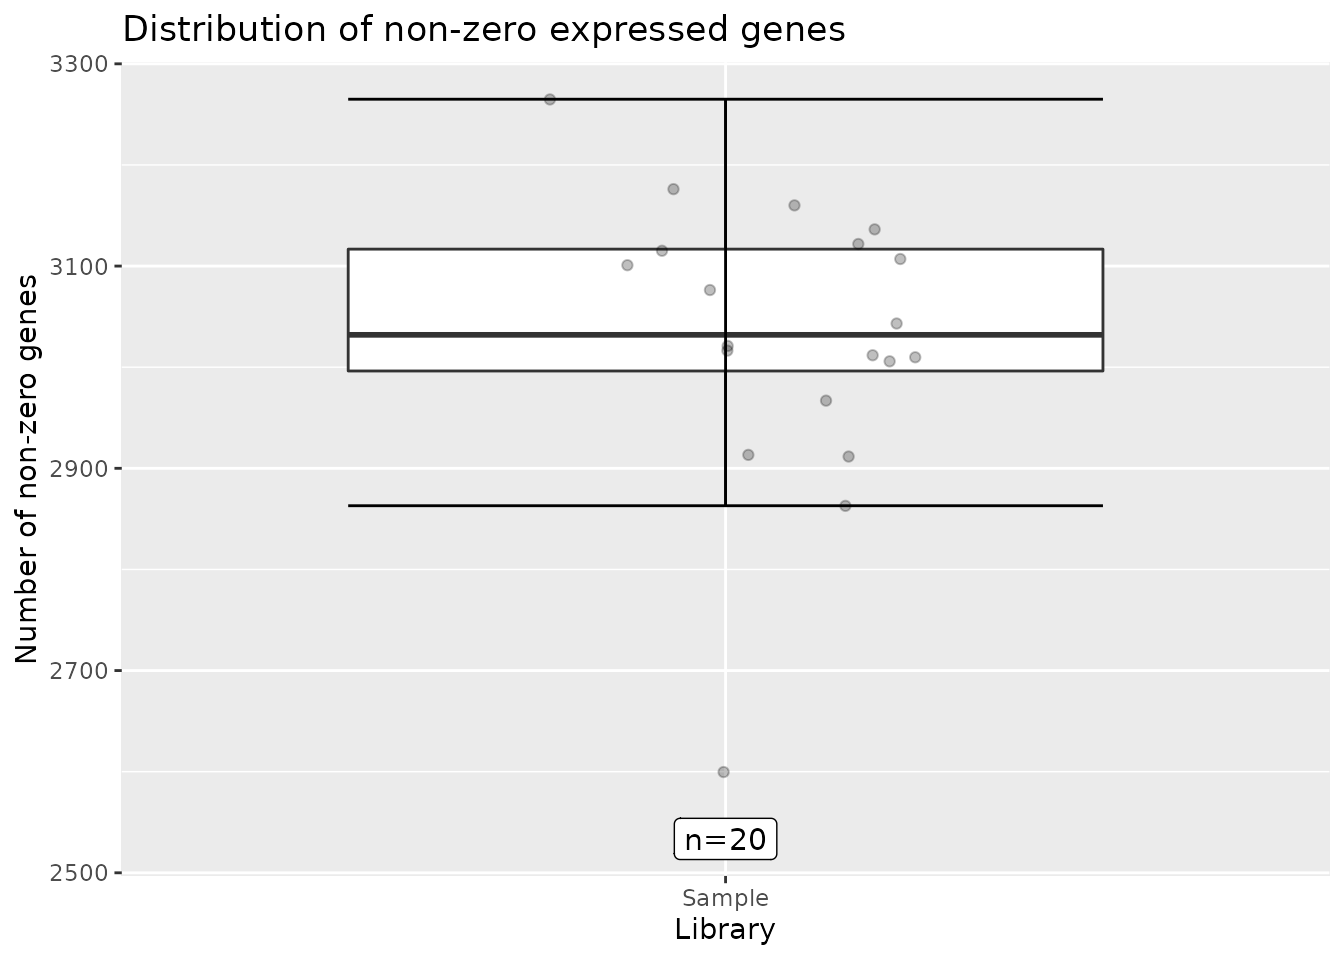 Distribution of non-zero expressed genes
3300
3100
2900
2700
2500
Number of non-zero genes
n=20
Sample
Library